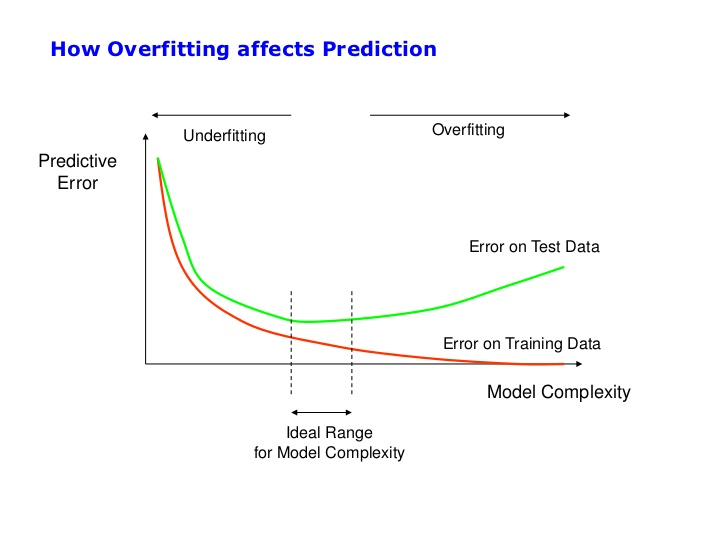 How Overfitting affects Prediction
Underfitting
Overfitting
Predictive
Error
Error on Test Data
Error on Training Data
Model Complexity
Ideal Range
for Model Complexity